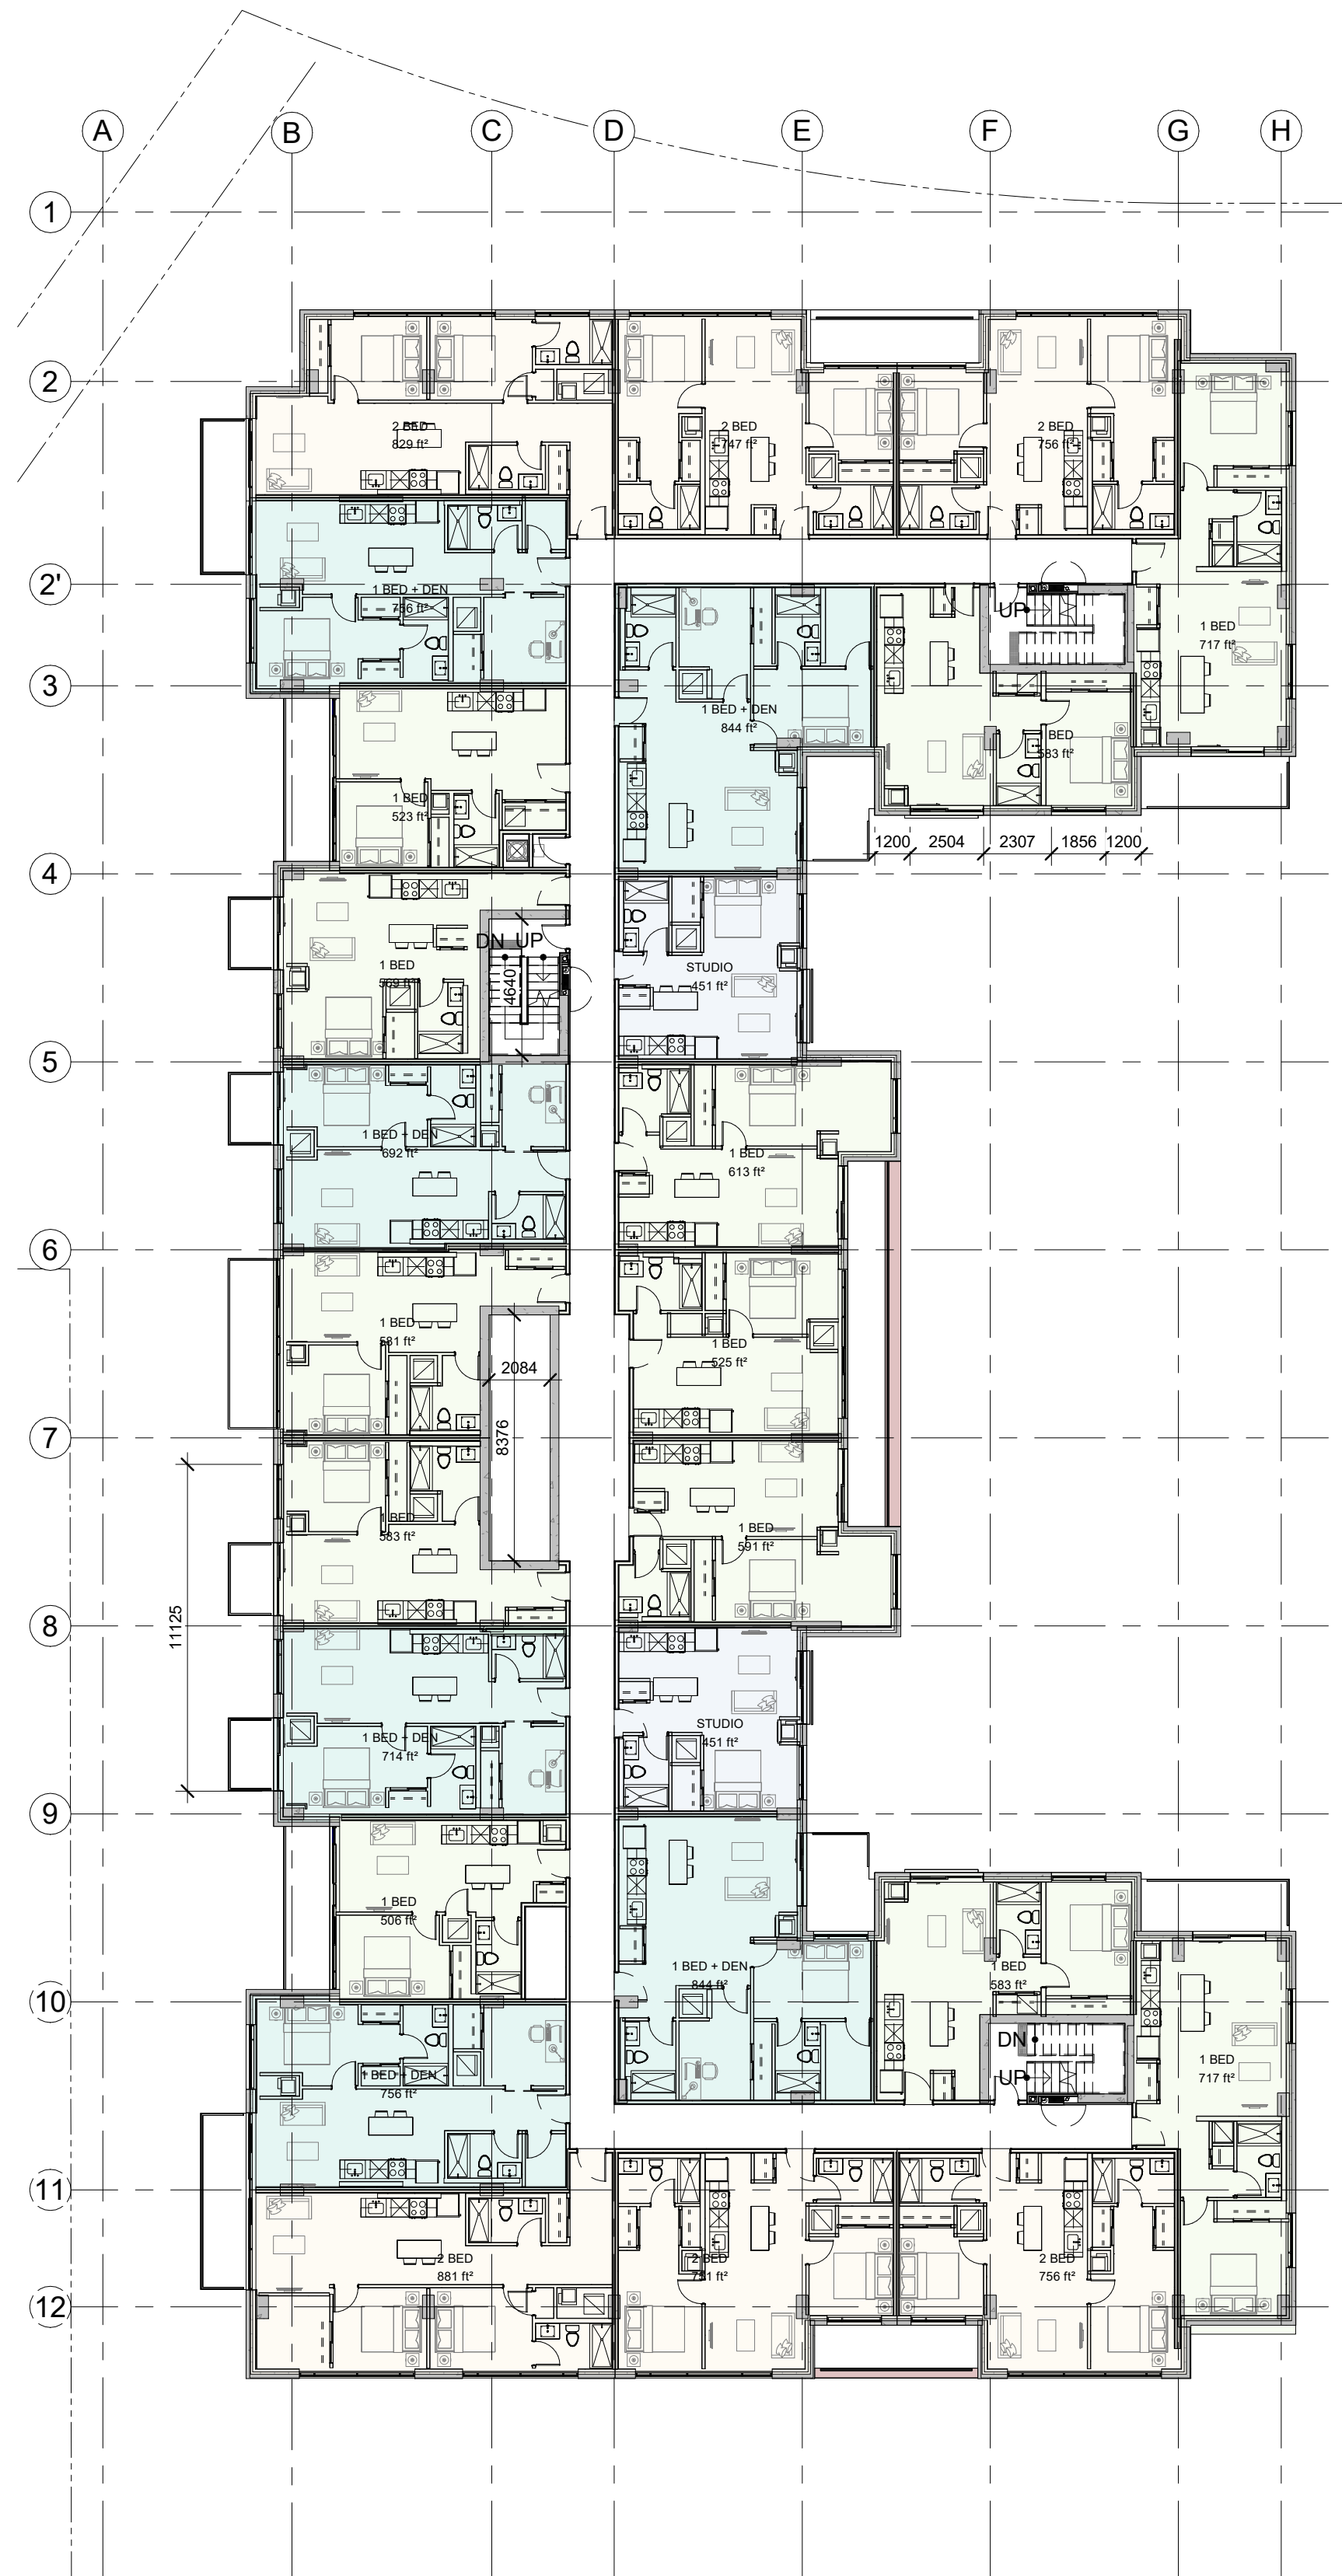 A
B
C
D
E
F
G
H
1
2
2 BED
829 ft²
2 BED
747 ft²
2 BED
756 ft²
2'
1 BED + DEN
756 ft²
UP
1 BED
717 ft²
3
1 BED + DEN
844 ft²
BED
583 ft²
1 BED
523 ft²
1200
2504
2307
1856
1200
4
DN
UP
1 BED
569 ft²
4640
STUDIO
451 ft²
5
1 BED + DEN
692 ft²
1 BED
613 ft²
6
1 BED
581 ft²
1 BED
525 ft²
2084
8376
7
1 BED
583 ft²
1 BED
591 ft²
11125
8
1 BED + DEN
714 ft²
STUDIO
451 ft²
9
1 BED
506 ft²
1 BED + DEN
844 ft²
1 BED
583 ft²
10
DN
UP
1 BED + DEN
756 ft²
1 BED
717 ft²
11
2 BED
881 ft²
2 BED
2 BED
756 ft²
12